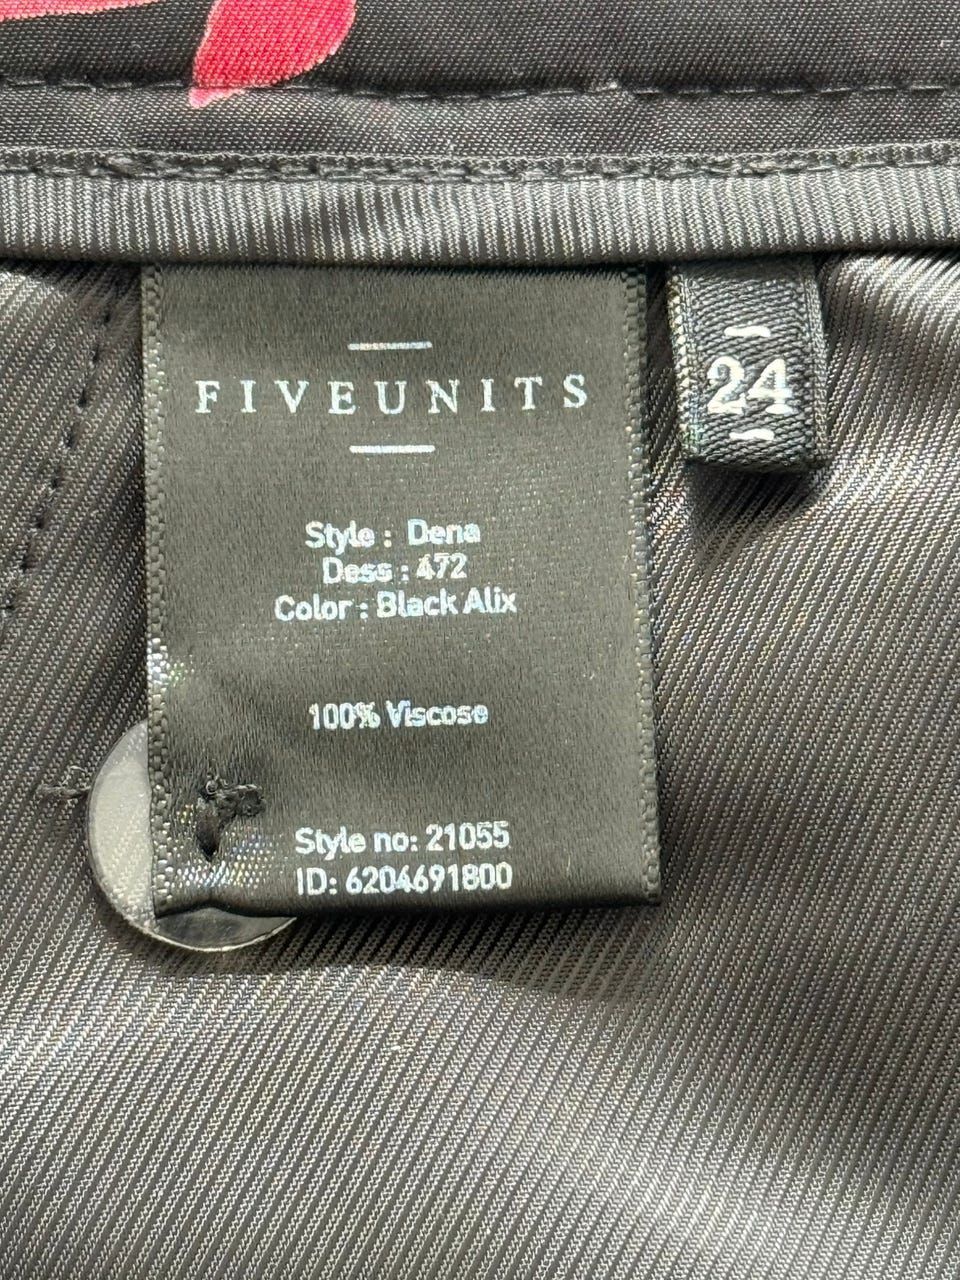 FIVEUNITS
24
Style : Dena
Dess : 472
Color : Black Alix
100% Viscose
Style no: 21055
ID: 6204691800